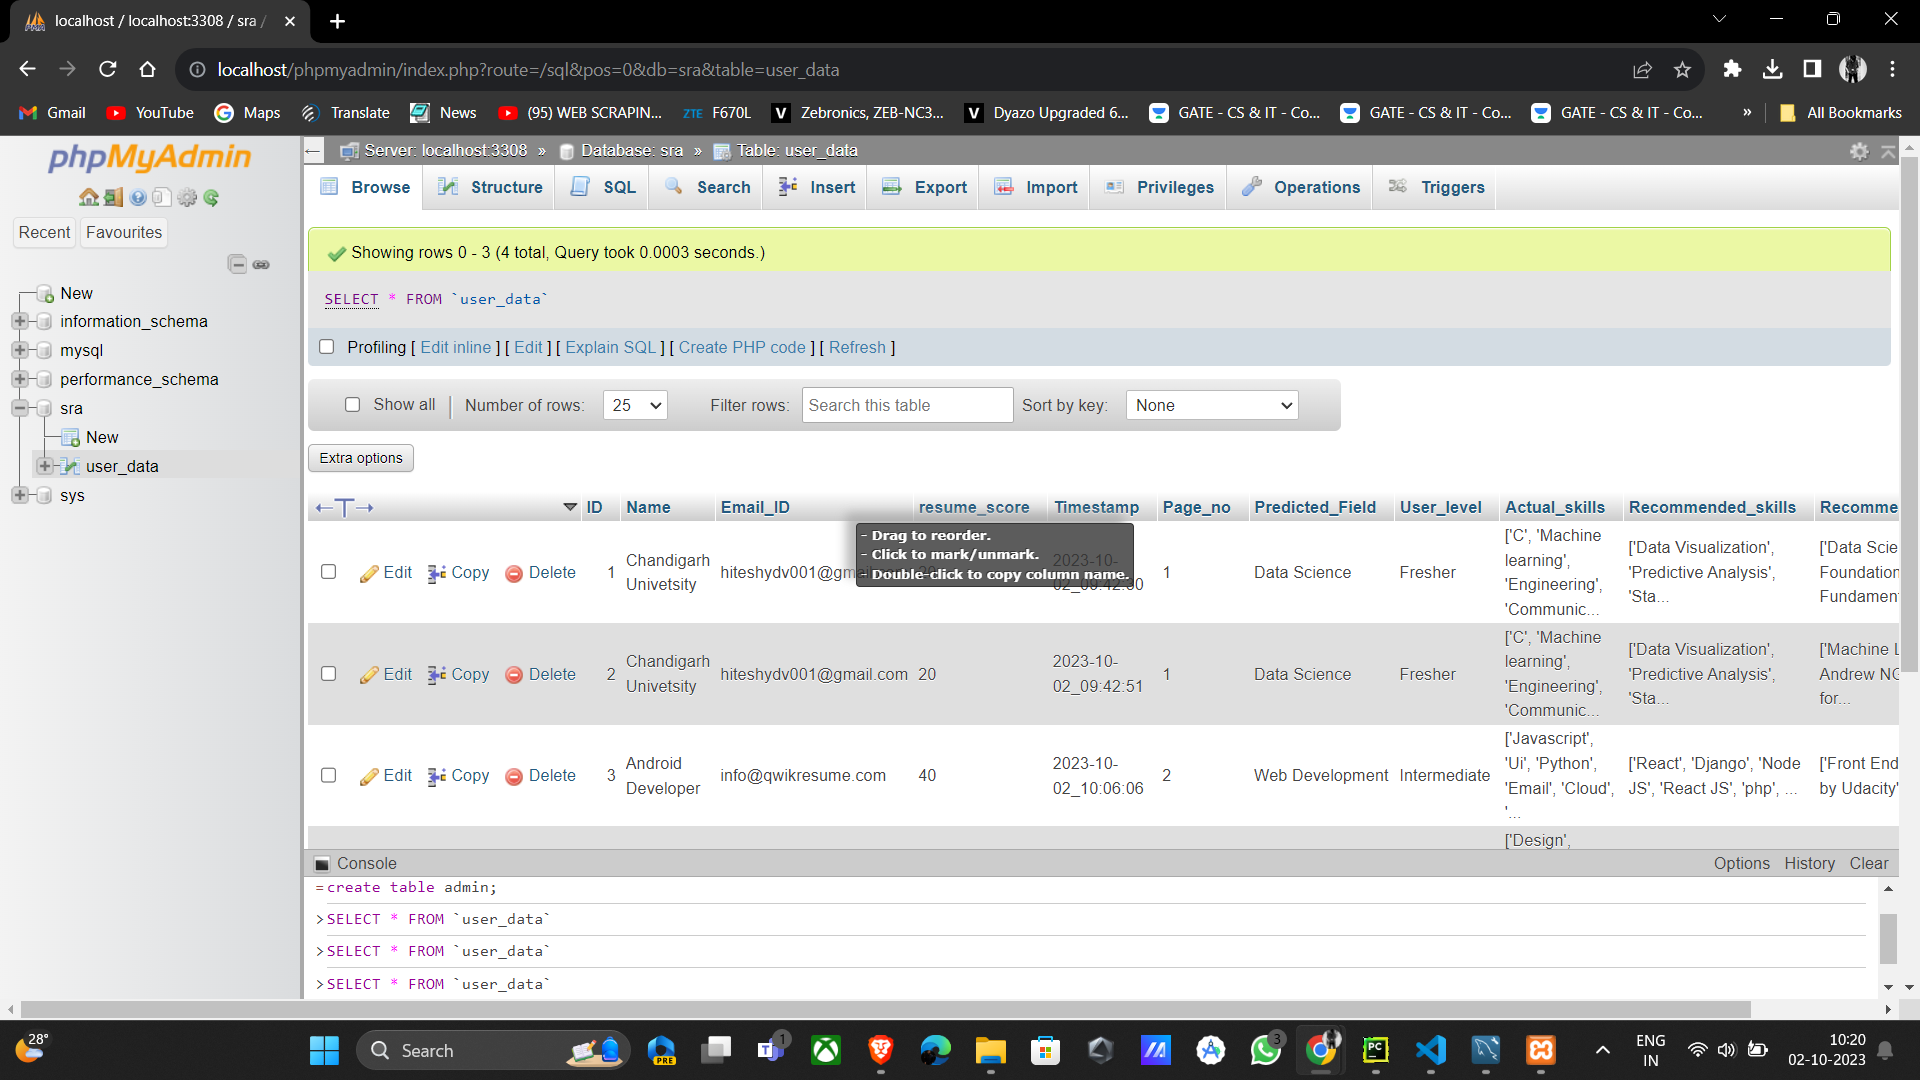 localhost / localhost:3308 / sra /
localhost/phpmyadmin/index.php?route=/sql&pos=0&db=sra&table=user_data
Gmail YouTube Maps Translate News (95) WEB SCRAPIN... ZTE F670L V Zebronics, ZEB-NC3... V Dyazo Upgraded 6... GATE - CS & IT - Co... GATE - CS & IT - Co... GATE - CS & IT - Co... » All Bookmarks
phpMyAdmin
Recent Favourites
New
information_schema
mysql
performance_schema
sra
New
user_data
sys
Server: localhost:3308 » Database: sra » Table: user_data
Browse Structure SQL Search Insert Export Import Privileges Operations Triggers
Showing rows 0 - 3 (4 total, Query took 0.0003 seconds.)
SELECT * FROM `user_data`
Profiling [ Edit inline ] [ Edit ] [ Explain SQL ] [ Create PHP code ] [ Refresh ]
Show all Number of rows: 25 Filter rows: Search this table Sort by key: None
Extra options
ID Name Email_ID resume_score Timestamp Page_no Predicted_Field User_level Actual_skills Recommended_skills Recomme
- Drag to reorder.
- Click to mark/unmark.
- Double-click to copy column name.
Edit Copy Delete 1 Chandigarh Univetsity hiteshydv001@gm 2023-10-02_09:42:30 1 Data Science Fresher ['C', 'Machine learning', 'Engineering', 'Communic... ['Data Visualization', 'Predictive Analysis', 'Sta... ['Data Scie Foundation Fundamen
Edit Copy Delete 2 Chandigarh Univetsity hiteshydv001@gmail.com 20 2023-10-02_09:42:51 1 Data Science Fresher ['C', 'Machine learning', 'Engineering', 'Communic... ['Data Visualization', 'Predictive Analysis', 'Sta... ['Machine L Andrew NG for...
Edit Copy Delete 3 Android Developer info@qwikresume.com 40 2023-10-02_10:06:06 2 Web Development Intermediate ['Javascript', 'Ui', 'Python', 'Email', 'Cloud', '... ['React', 'Django', 'Node JS', 'React JS', 'php', ... ['Front End by Udacity'
['Design',
Console Options History Clear
=create table admin;
>SELECT * FROM `user_data`
>SELECT * FROM `user_data`
>SELECT * FROM `user_data`
28° Search PRE 1 3 PC ENG IN 10:20
02-10-2023